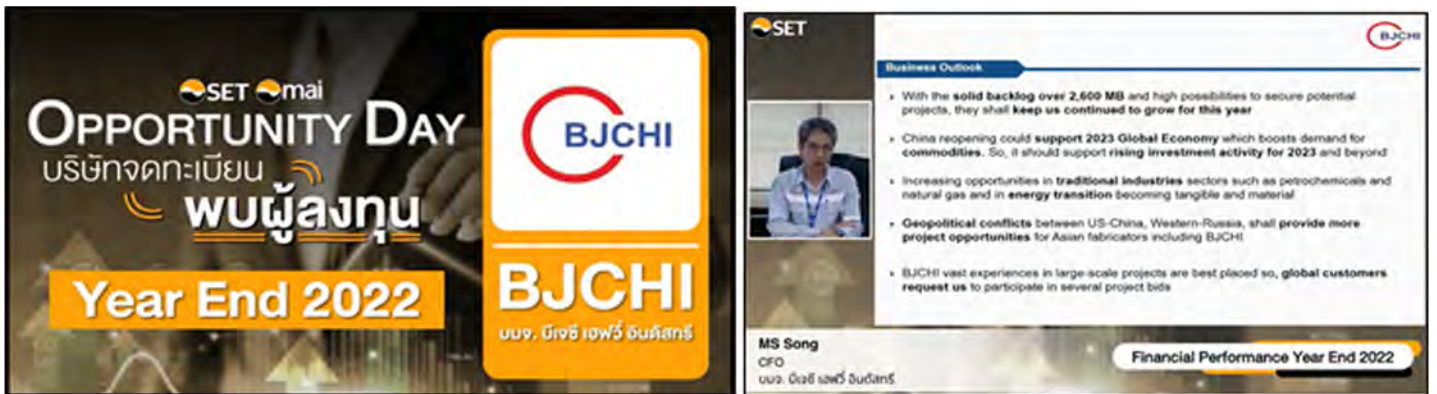 SET mai
OPPORTUNITY DAY
บริษัทจดทะเบียน
พบผู้ลงทุน
Year End 2022
BJCHI
BJCHI
บมจ. บีเจซี เฮฟวี่ อินดัสทรี
SET
BJCHI
Business Outlook
With the solid backlog over 2,600 MB and high possibilities to secure potential
projects, they shall keep us continued to grow for this year
China reopening could support 2023 Global Economy which boosts demand for
commodities. So, it should support rising investment activity for 2023 and beyond
Increasing opportunities in traditional industries sectors such as petrochemicals and
natural gas and in energy transition becoming tangible and material
Geopolitical conflicts between US-China, Western-Russia, shall provide more
project opportunities for Asian fabricators including BJCHI
BJCHI vast experiences in large-scale projects are best placed so, global customers
request us to participate in several project bids
MS Song
CFO
บมจ. บีเจซี เฮฟวี่ อินดัสทรี
Financial Performance Year End 2022